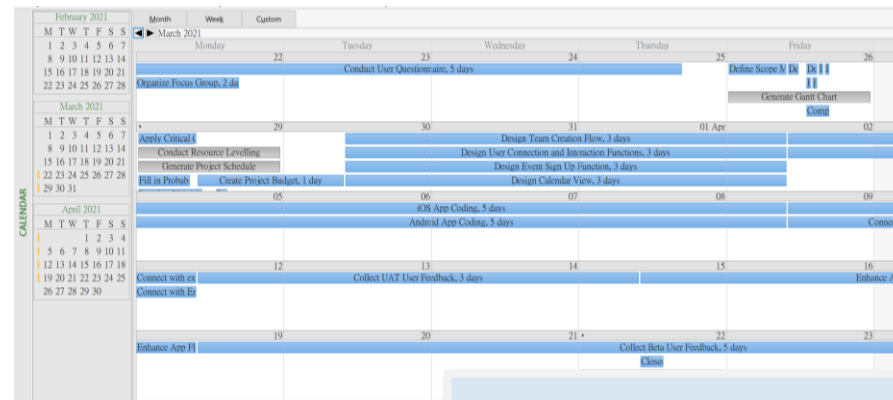 February 2021
M T W T F S S
1 2 3 4 5 6 7
8 9 10 11 12 13 14
15 16 17 18 19 20 21
22 23 24 25 26 27 28
March 2021
M T W T F S S
1 2 3 4 5 6 7
8 9 10 11 12 13 14
15 16 17 18 19 20 21
22 23 24 25 26 27 28
29 30 31
April 2021
M T W T F S S
1 2 3 4
5 6 7 8 9 10 11
12 13 14 15 16 17 18
19 20 21 22 23 24 25
26 27 28 29 30
CALENDAR
Month Week Custom
March 2021
Monday Tuesday Wednesday Thursday Friday
22 23 24 25 26
Conduct User Questionnaire, 5 days
Define Scope
Organize Focus Group, 2 da
Generate Gantt Chart
Comp
29 30 31 01 Apr 02
Apply Critical
Design Team Creation Flow, 3 days
Conduct Resource Levelling
Design User Connection and Interaction Functions, 3 days
Generate Project Schedule
Design Event Sign Up Function, 3 days
Fill in Probab
Create Project Budget, 1 day
Design Calendar View, 3 days
05 06 07 08 09
iOS App Coding, 5 days
Android App Coding, 5 days
Conne
12 13 14 15 16
Connect with ex
Collect UAT User Feedback, 3 days
Enhance A
Connect with
19 20 21 22 23
Enhance App Fl
Collect Beta User Feedback, 5 days
Close